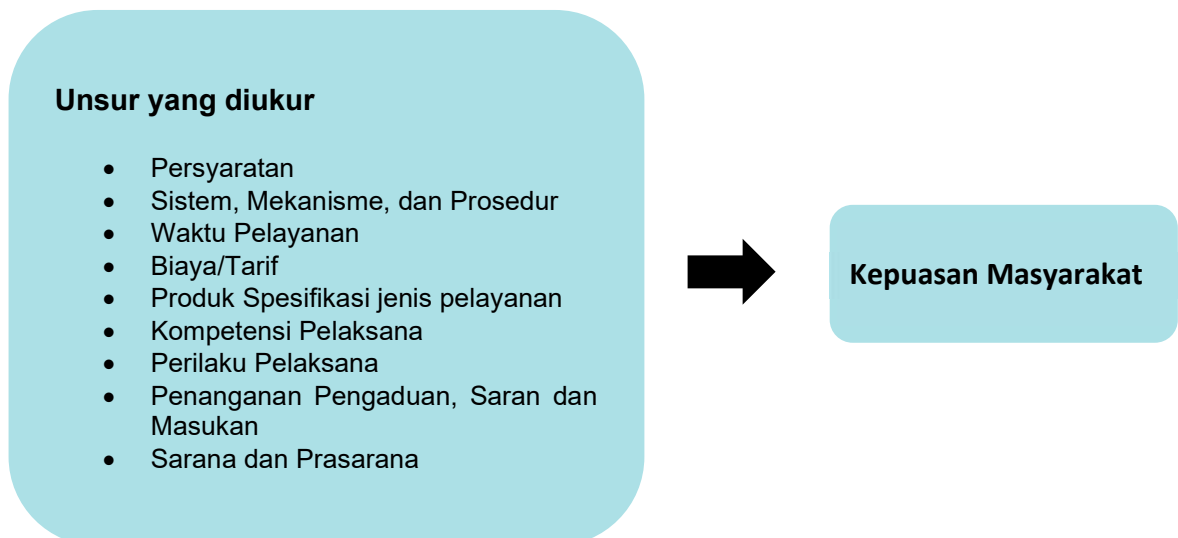 Unsur yang diukur
• Persyaratan
• Sistem, Mekanisme, dan Prosedur
• Waktu Pelayanan
• Biaya/Tarif
• Produk Spesifikasi jenis pelayanan
• Kompetensi Pelaksana
• Perilaku Pelaksana
• Penanganan Pengaduan, Saran dan
Masukan
• Sarana dan Prasarana
Kepuasan Masyarakat